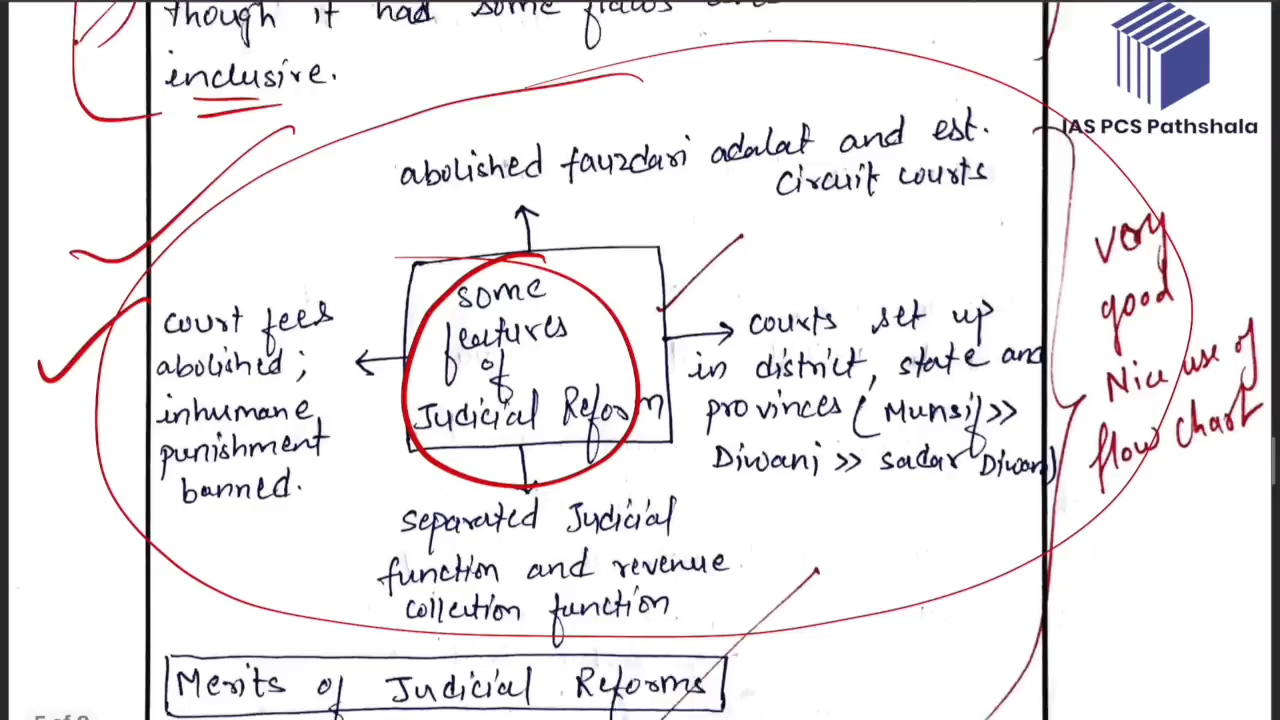 though it had some flaws
inclusive.
IAS PCS Pathshala
abolished fauzdari adalat and est.
circuit courts
some
features
of
Judicial Reform
court fees
abolished;
inhumane
punishment
banned.
courts set up
in district, state and
provinces (Munsif >>
Diwani >> sadar Diwani)
separated Judicial
function and revenue
collection function
very
good
Nice use of
flow chart
Merits of Judicial Reforms